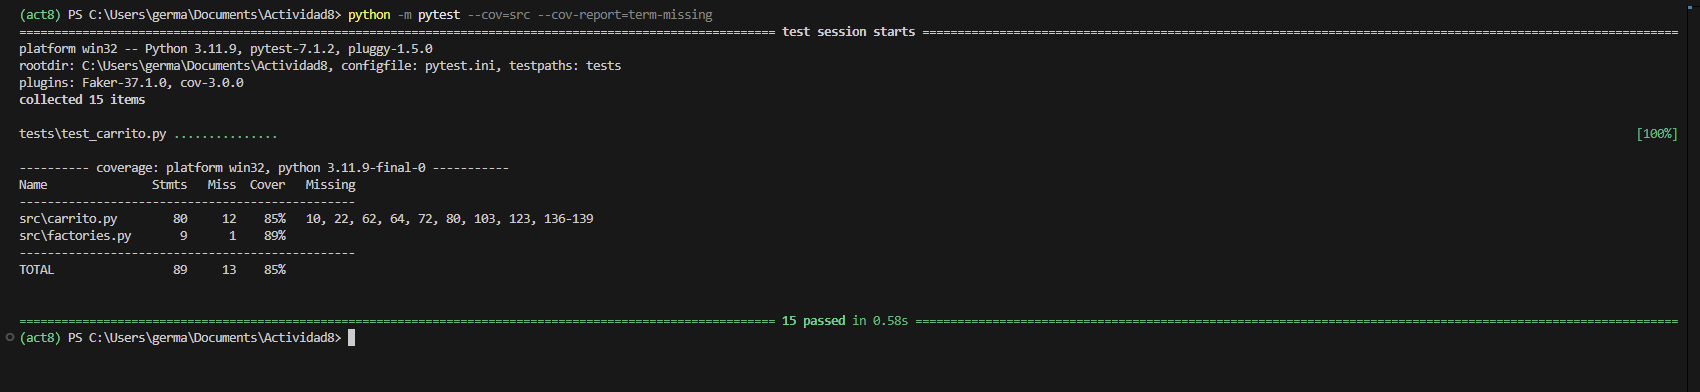 (act8) PS C:\Users\germa\Documents\Actividad8> python -m pytest --cov=src --cov-report=term-missing
============================================================================================================ test session starts =============================================================================================================
platform win32 -- Python 3.11.9, pytest-7.1.2, pluggy-1.5.0
rootdir: C:\Users\germa\Documents\Actividad8, configfile: pytest.ini, testpaths: tests
plugins: Faker-37.1.0, cov-3.0.0
collected 15 items
tests\test_carrito.py ............... [100%]
---------- coverage: platform win32, python 3.11.9-final-0 -----------
Name Stmts Miss Cover Missing
------------------------------------------------
src\carrito.py 80 12 85% 10, 22, 62, 64, 72, 80, 103, 123, 136-139
src\factories.py 9 1 89%
------------------------------------------------
TOTAL 89 13 85%
============================================================================================================ 15 passed in 0.58s =============================================================================================================
(act8) PS C:\Users\germa\Documents\Actividad8>